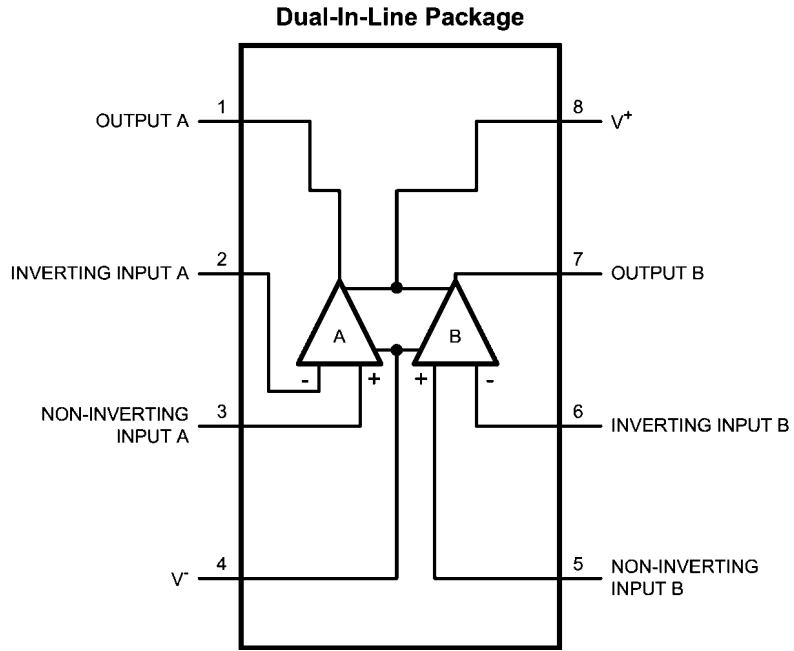 Dual-In-Line Package
1
OUTPUT A
8
V+
2
INVERTING INPUT A
7
OUTPUT B
A
B
-
+
+
-
3
NON-INVERTING
INPUT A
6
INVERTING INPUT B
4
V-
5
NON-INVERTING
INPUT B